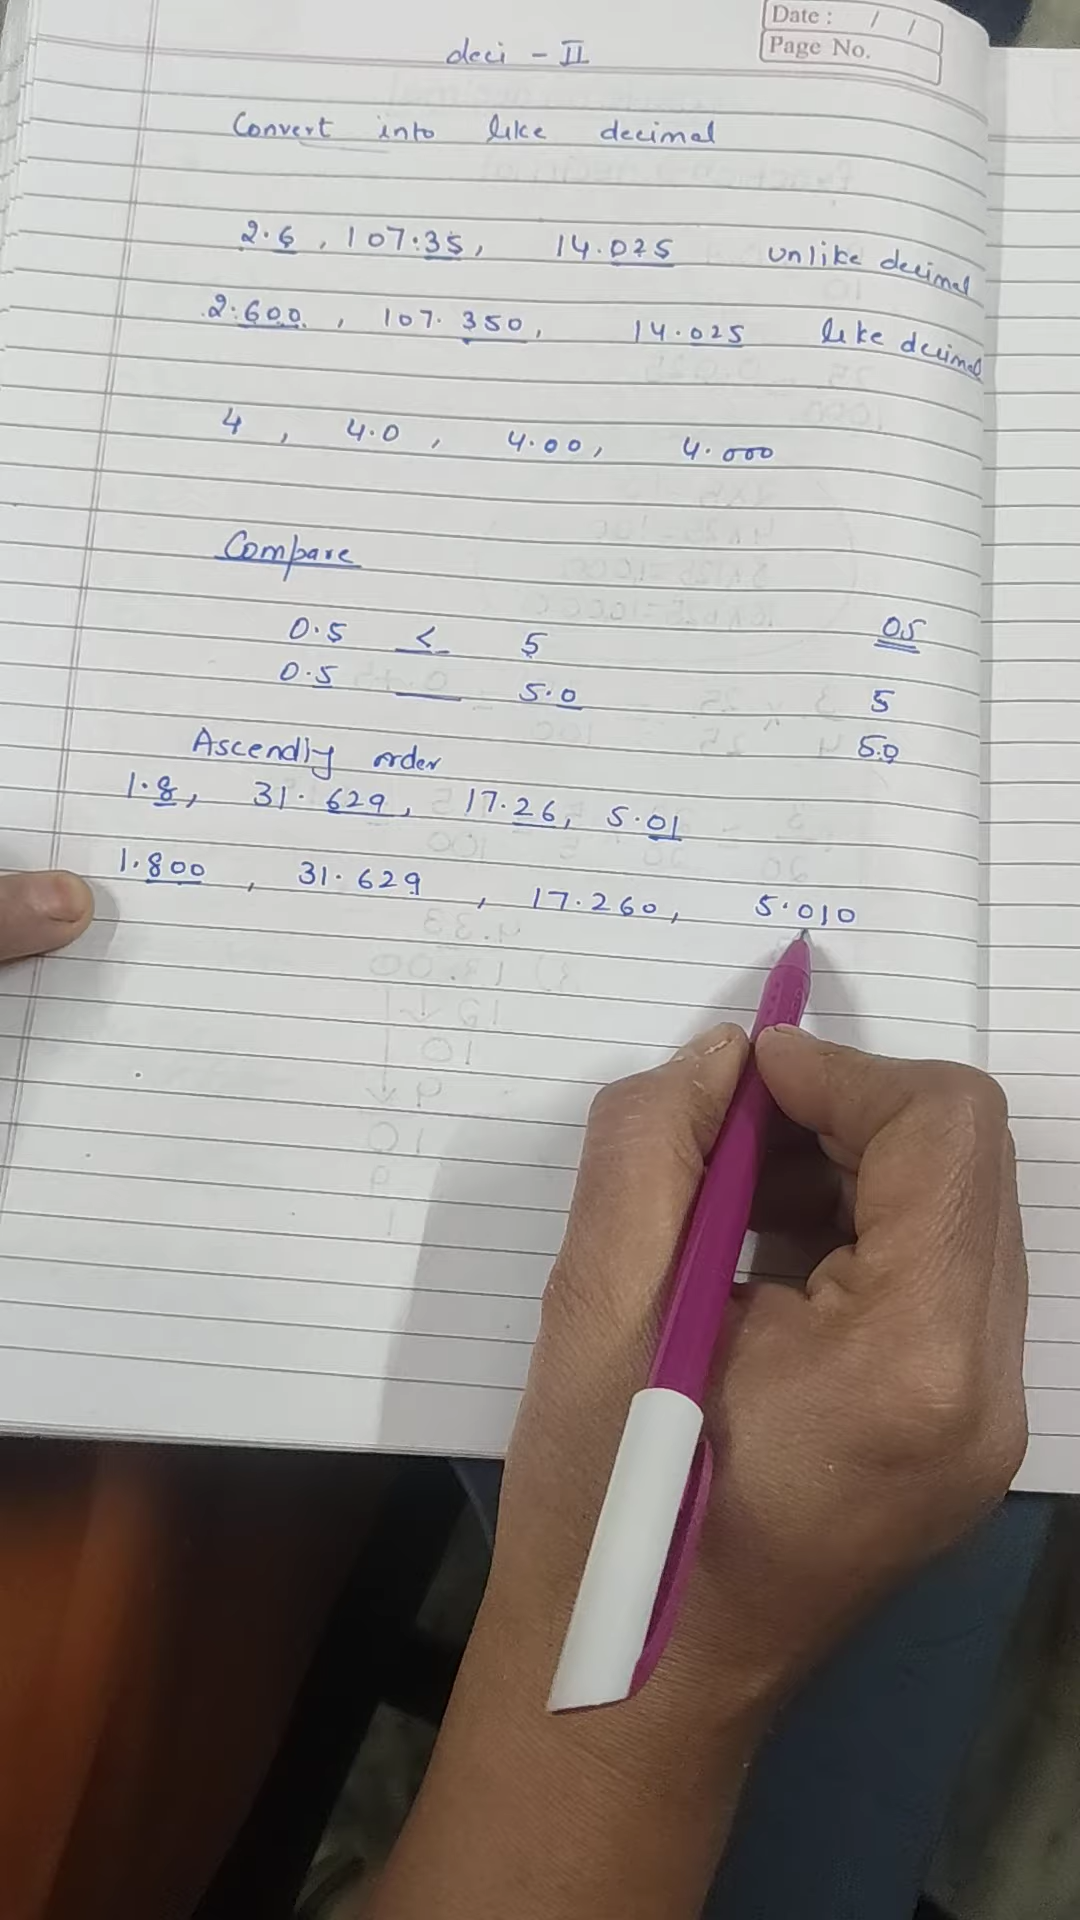 Date : / /
Page No.
deci - II
Convert into like decimal
2.6 , 107.35, 14.025 unlike decimal
2.600 , 107.350, 14.025 like decimal
4 , 4.0 , 4.00, 4.000
Compare
0.5 < 5 05
0.5 5.0 5
5.0
Ascendly order
1.8, 31.629, 17.26, 5.01
1.800 , 31.629 , 17.260, 5.010